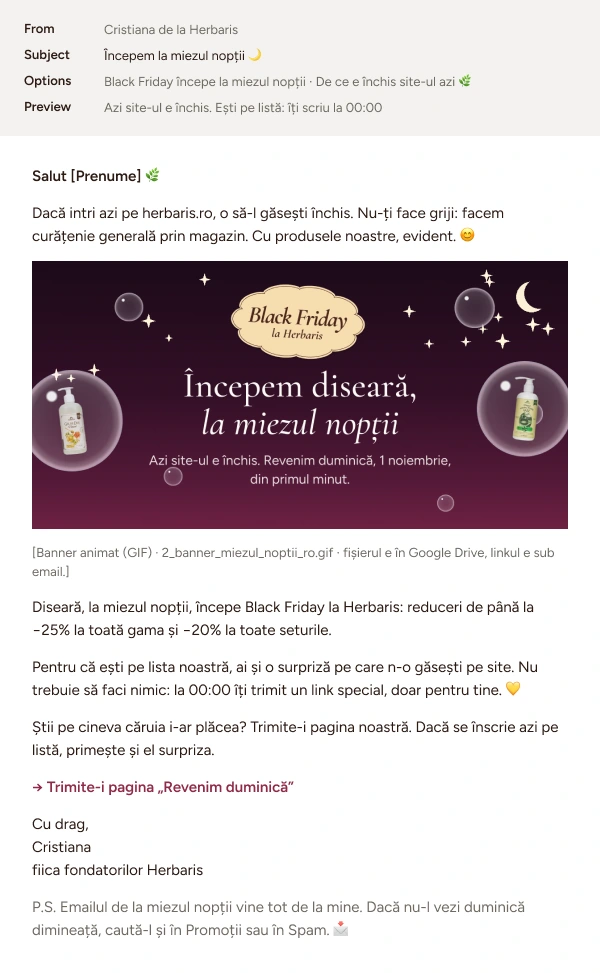 From Cristiana de la Herbaris
Subject Începem la miezul nopții 🌙
Options Black Friday începe la miezul nopții · De ce e închis site-ul azi 🌿
Preview Azi site-ul e închis. Ești pe listă: îți scriu la 00:00
Salut [Prenume] 🌿
Dacă intri azi pe herbaris.ro, o să-l găsești închis. Nu-ți face griji: facem
curățenie generală prin magazin. Cu produsele noastre, evident. 😊
Black Friday
la Herbaris
Începem diseară,
la miezul nopții
Azi site-ul e închis. Revenim duminică, 1 noiembrie,
din primul minut.
[Banner animat (GIF) · 2_banner_miezul_noptii_ro.gif · fișierul e în Google Drive, linkul e sub
email.]
Diseară, la miezul nopții, începe Black Friday la Herbaris: reduceri de până la
−25% la toată gama și −20% la toate seturile.
Pentru că ești pe lista noastră, ai și o surpriză pe care n-o găsești pe site. Nu
trebuie să faci nimic: la 00:00 îți trimit un link special, doar pentru tine. 💛
Știi pe cineva căruia i-ar plăcea? Trimite-i pagina noastră. Dacă se înscrie azi pe
listă, primește și el surpriza.
→ Trimite-i pagina „Revenim duminică”
Cu drag,
Cristiana
fiica fondatorilor Herbaris
P.S. Emailul de la miezul nopții vine tot de la mine. Dacă nu-l vezi duminică
dimineață, caută-l și în Promoții sau în Spam. 💌